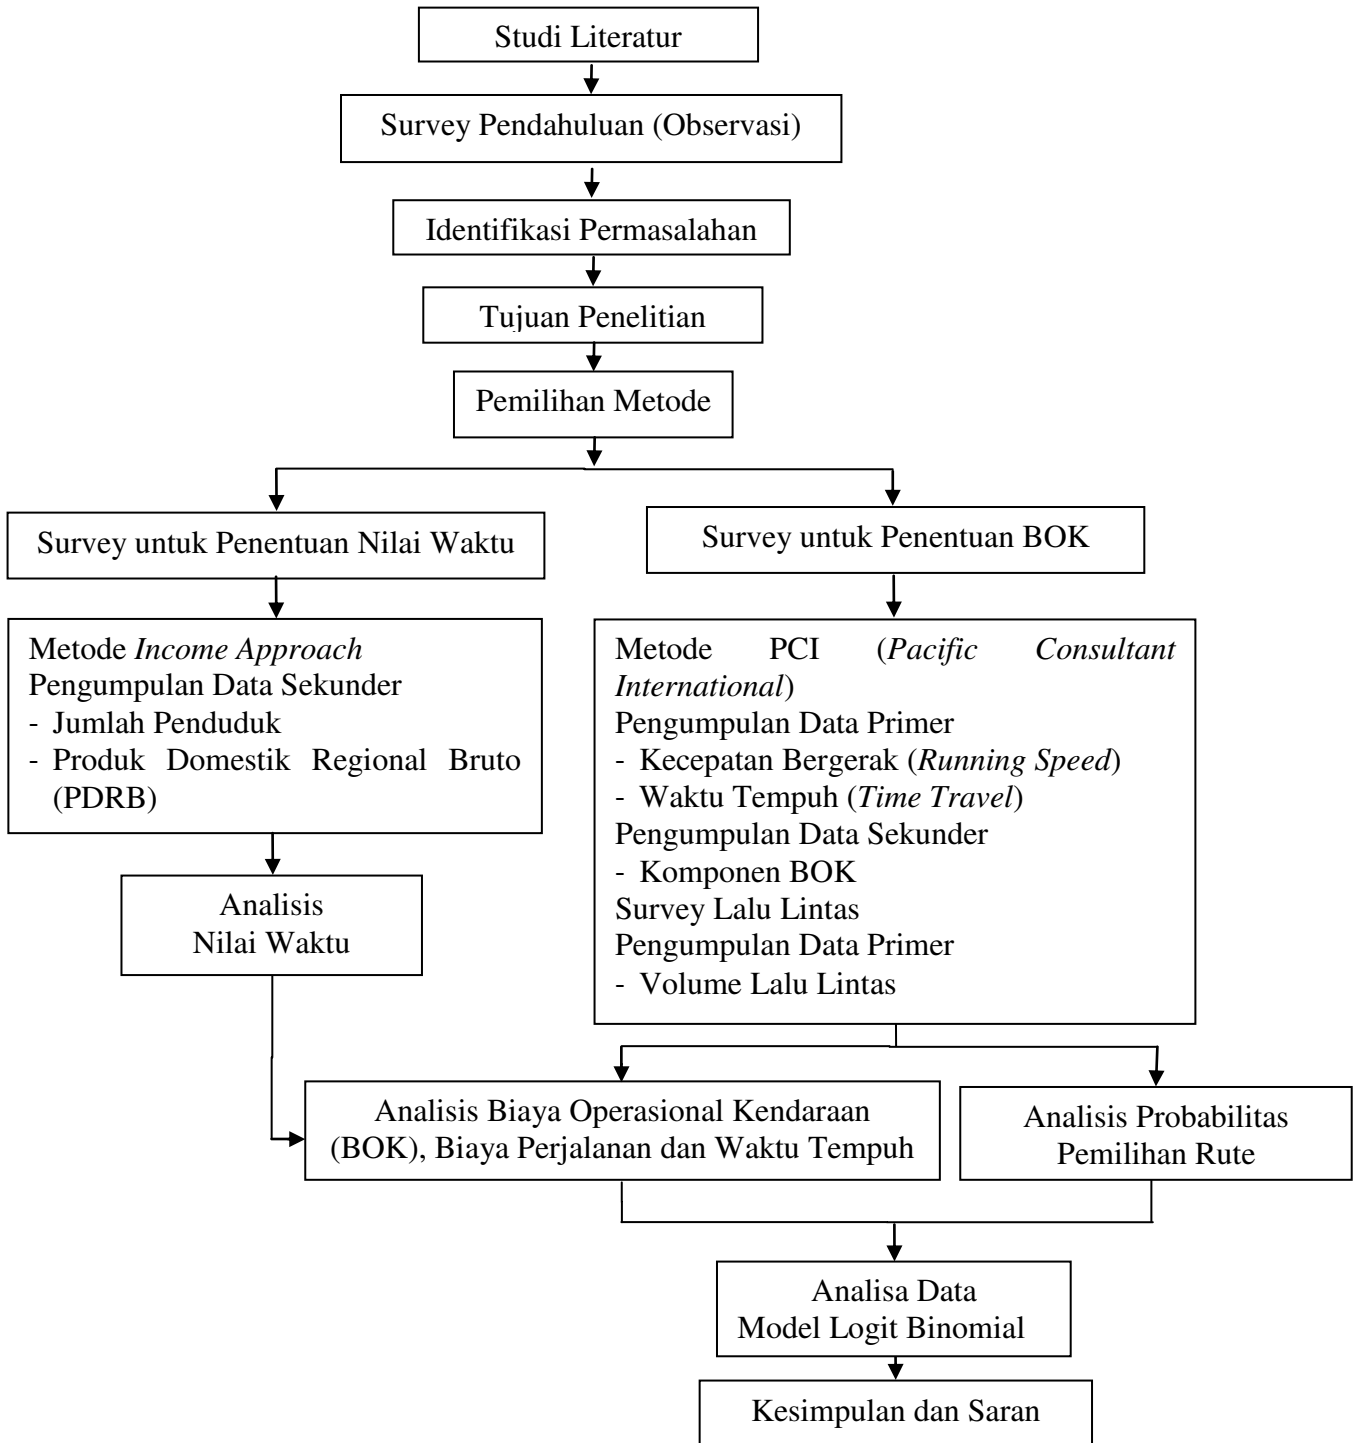 Studi Literatur
Survey Pendahuluan (Observasi)
Identifikasi Permasalahan
Tujuan Penelitian
Pemilihan Metode
Survey untuk Penentuan Nilai Waktu
Survey untuk Penentuan BOK
Metode Income Approach
Pengumpulan Data Sekunder
- Jumlah Penduduk
- Produk Domestik Regional Bruto
(PDRB)
Metode PCI (Pacific Consultant
International)
Pengumpulan Data Primer
- Kecepatan Bergerak (Running Speed)
- Waktu Tempuh (Time Travel)
Pengumpulan Data Sekunder
- Komponen BOK
Survey Lalu Lintas
Pengumpulan Data Primer
- Volume Lalu Lintas
Analisis
Nilai Waktu
Analisis Biaya Operasional Kendaraan
(BOK), Biaya Perjalanan dan Waktu Tempuh
Analisis Probabilitas
Pemilihan Rute
Analisa Data
Model Logit Binomial
Kesimpulan dan Saran